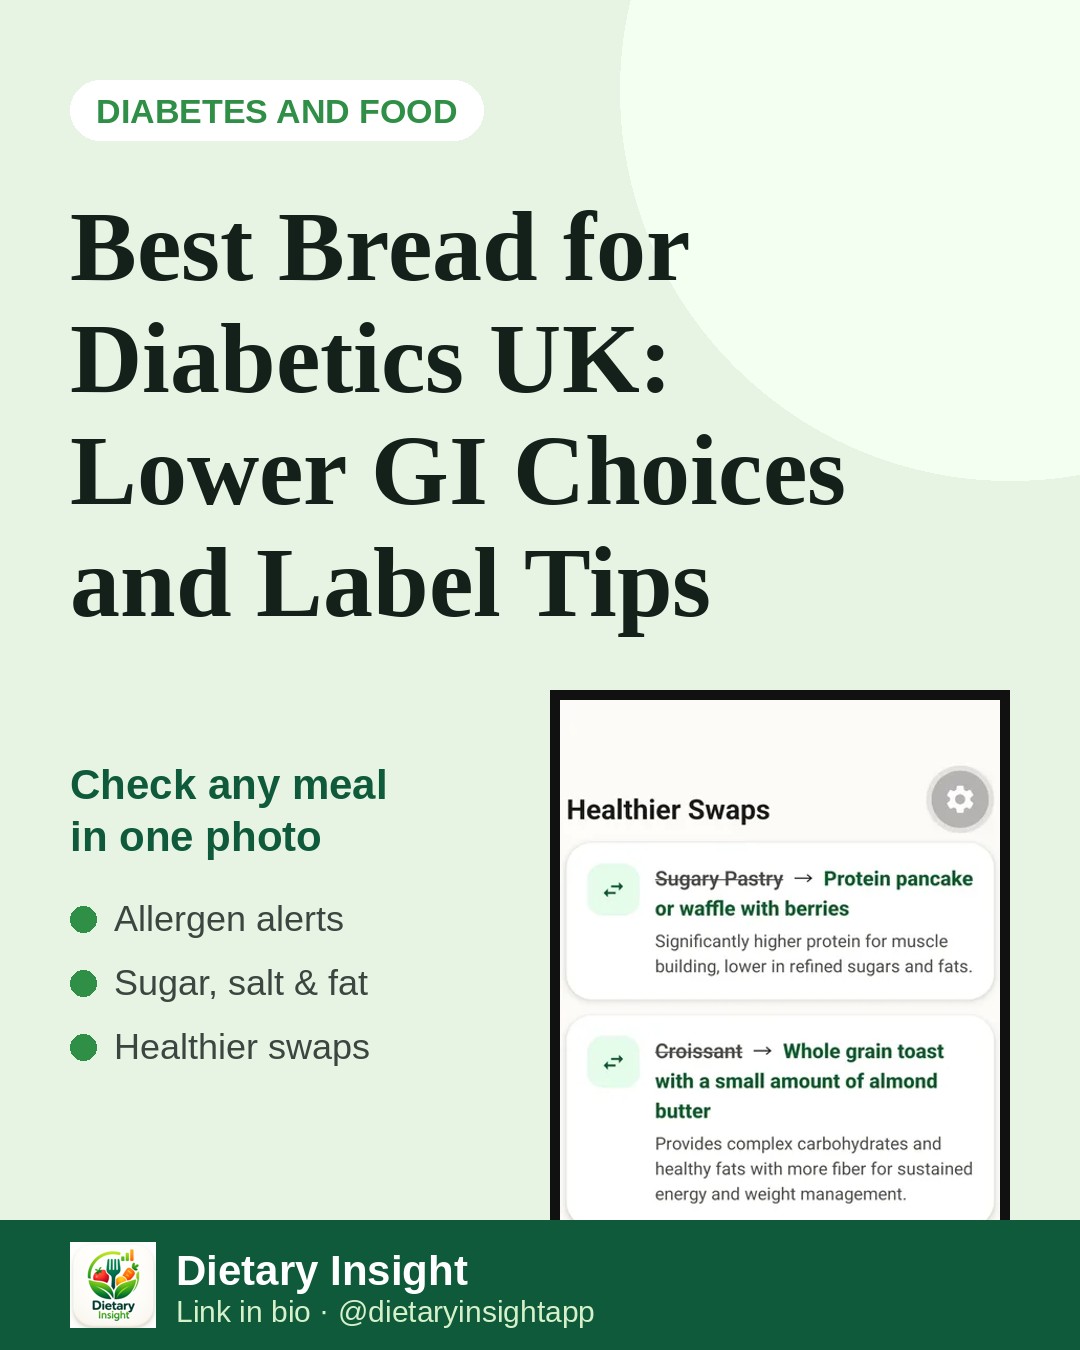 DIABETES AND FOOD
Best Bread for
Diabetics UK:
Lower GI Choices
and Label Tips
Check any meal
in one photo
Allergen alerts
Sugar, salt & fat
Healthier swaps
Healthier Swaps
Sugary Pastry → Protein pancake
or waffle with berries
Significantly higher protein for muscle
building, lower in refined sugars and fats.
Croissant → Whole grain toast
with a small amount of almond
butter
Provides complex carbohydrates and
healthy fats with more fiber for sustained
energy and weight management.
Dietary
Insight
Dietary Insight
Link in bio · @dietaryinsightapp